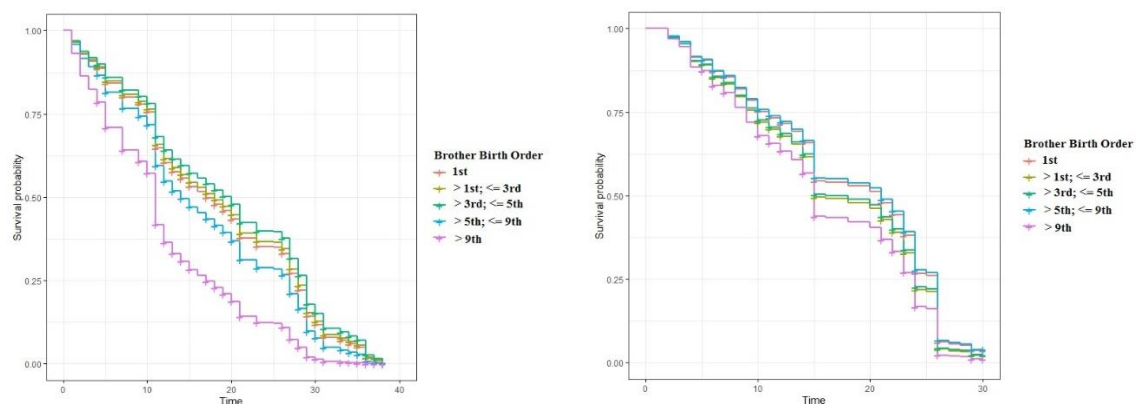 1.00
0.75
0.50
0.25
0.00
Survival probability
0
10
20
30
40
Time
Brother Birth Order
1st
> 1st; <= 3rd
> 3rd; <= 5th
> 5th; <= 9th
> 9th
1.00
0.75
0.50
0.25
0.00
Survival probability
0
10
20
30
Time
Brother Birth Order
1st
> 1st; <= 3rd
> 3rd; <= 5th
> 5th; <= 9th
> 9th